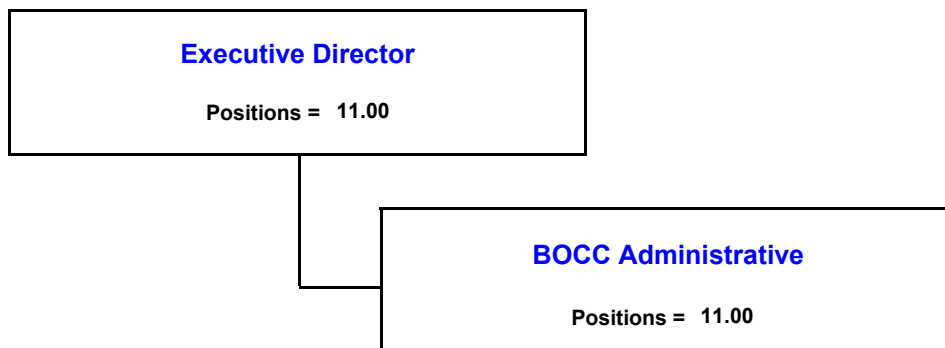 Executive Director
Positions = 11.00
BOCC Administrative
Positions = 11.00